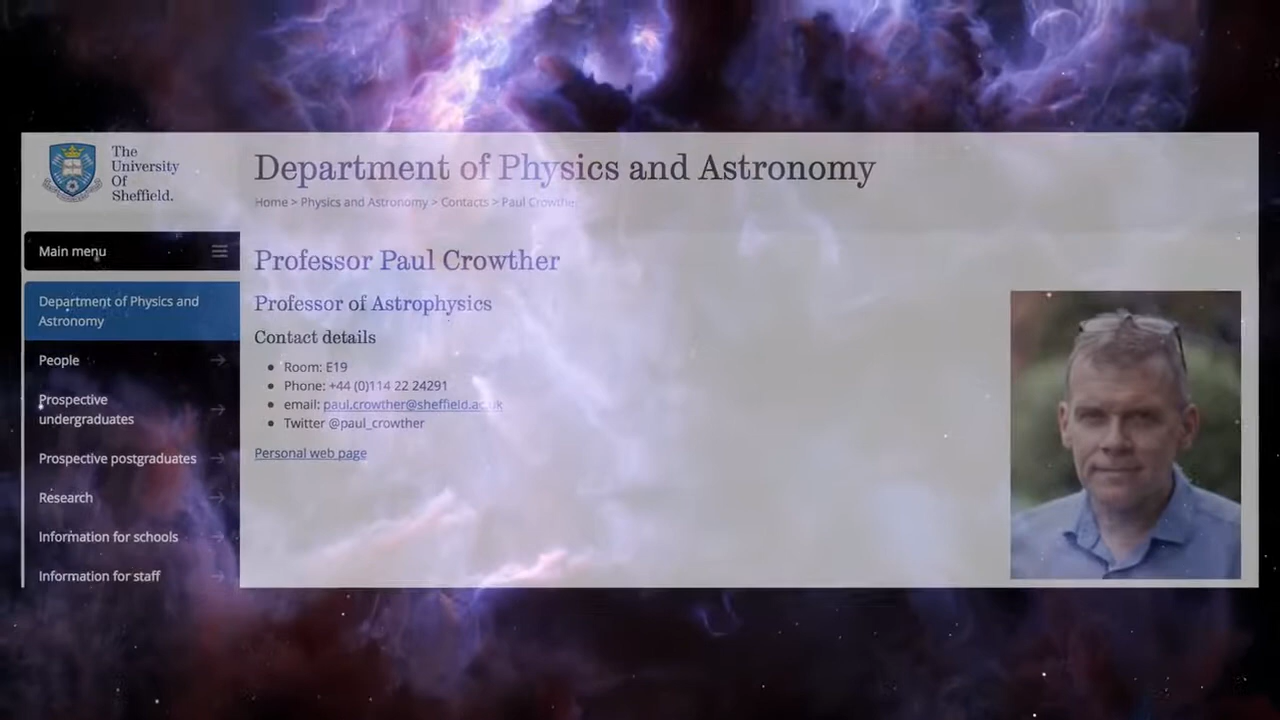 The
University
Of
Sheffield.
Department of Physics and Astronomy
Home > Physics and Astronomy > Contacts > Paul Crowther
Main menu
Department of Physics and
Astronomy
People
Prospective
undergraduates
Prospective postgraduates
Research
Information for schools
Information for staff
Professor Paul Crowther
Professor of Astrophysics
Contact details
Room: E19
Phone: +44 (0)114 22 24291
email: paul.crowther@sheffield.ac.uk
Twitter @paul_crowther
Personal web page